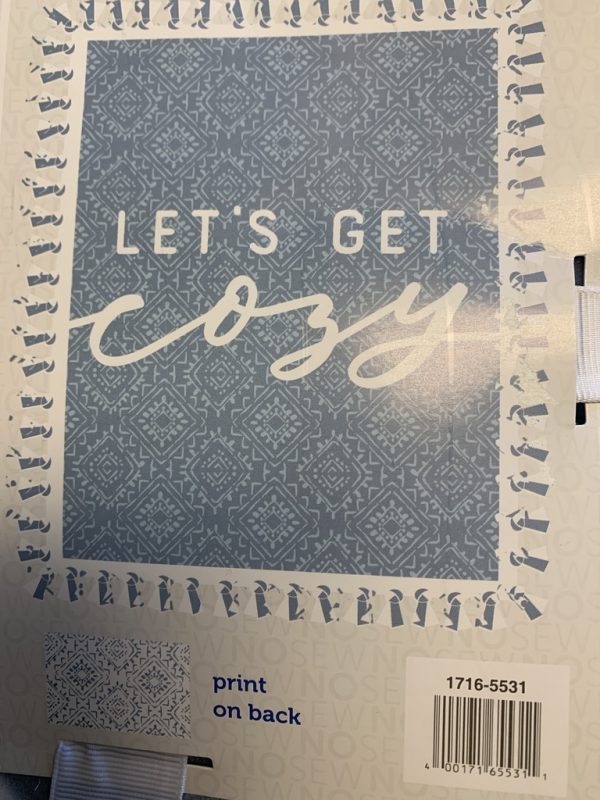 LET'S GET
cozy
print
on back
1716-5531
4 00171 65531 1